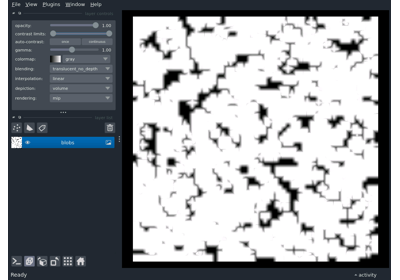 File View Plugins Window Help
opacity: 1.00
contrast limits:
auto-contrast: once continuous
gamma: 1.00
colormap: gray
blending: translucent_no_depth
interpolation: linear
depiction: volume
rendering: mip
blobs
Ready activity